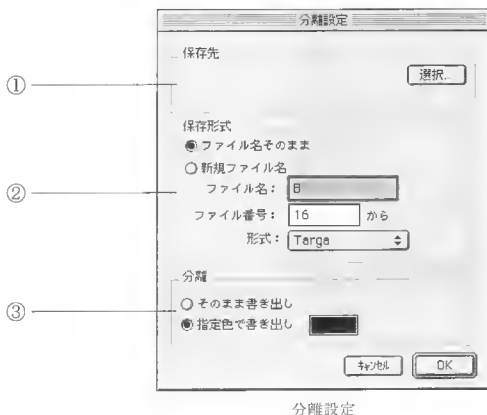 分離設定
保存先
選択...
①
保存形式
ファイル名そのまま
新規ファイル名
②
ファイル名： B
ファイル番号： 16 から
形式： Targa
分離
③
そのまま書き出し
指定色で書き出し
キャンセル OK
分離設定